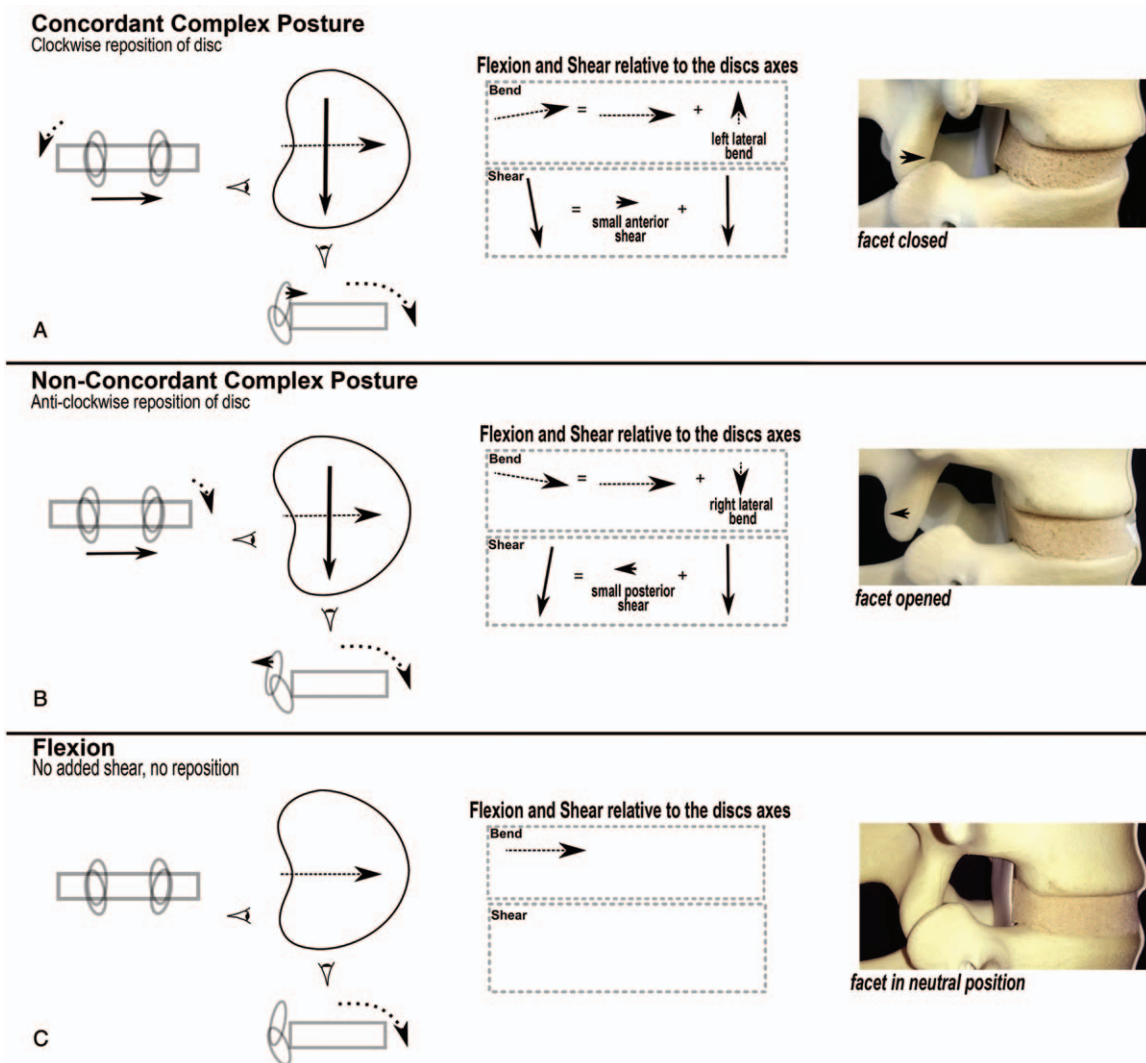 Concordant Complex Posture
Clockwise reposition of disc
Flexion and Shear relative to the discs axes
Bend
=
+
left lateral
bend
Shear
=
small anterior
shear
+
facet closed
A
Non-Concordant Complex Posture
Anti-clockwise reposition of disc
Flexion and Shear relative to the discs axes
Bend
=
+
right lateral
bend
Shear
=
small posterior
shear
+
facet opened
B
Flexion
No added shear, no reposition
Flexion and Shear relative to the discs axes
Bend
Shear
facet in neutral position
C